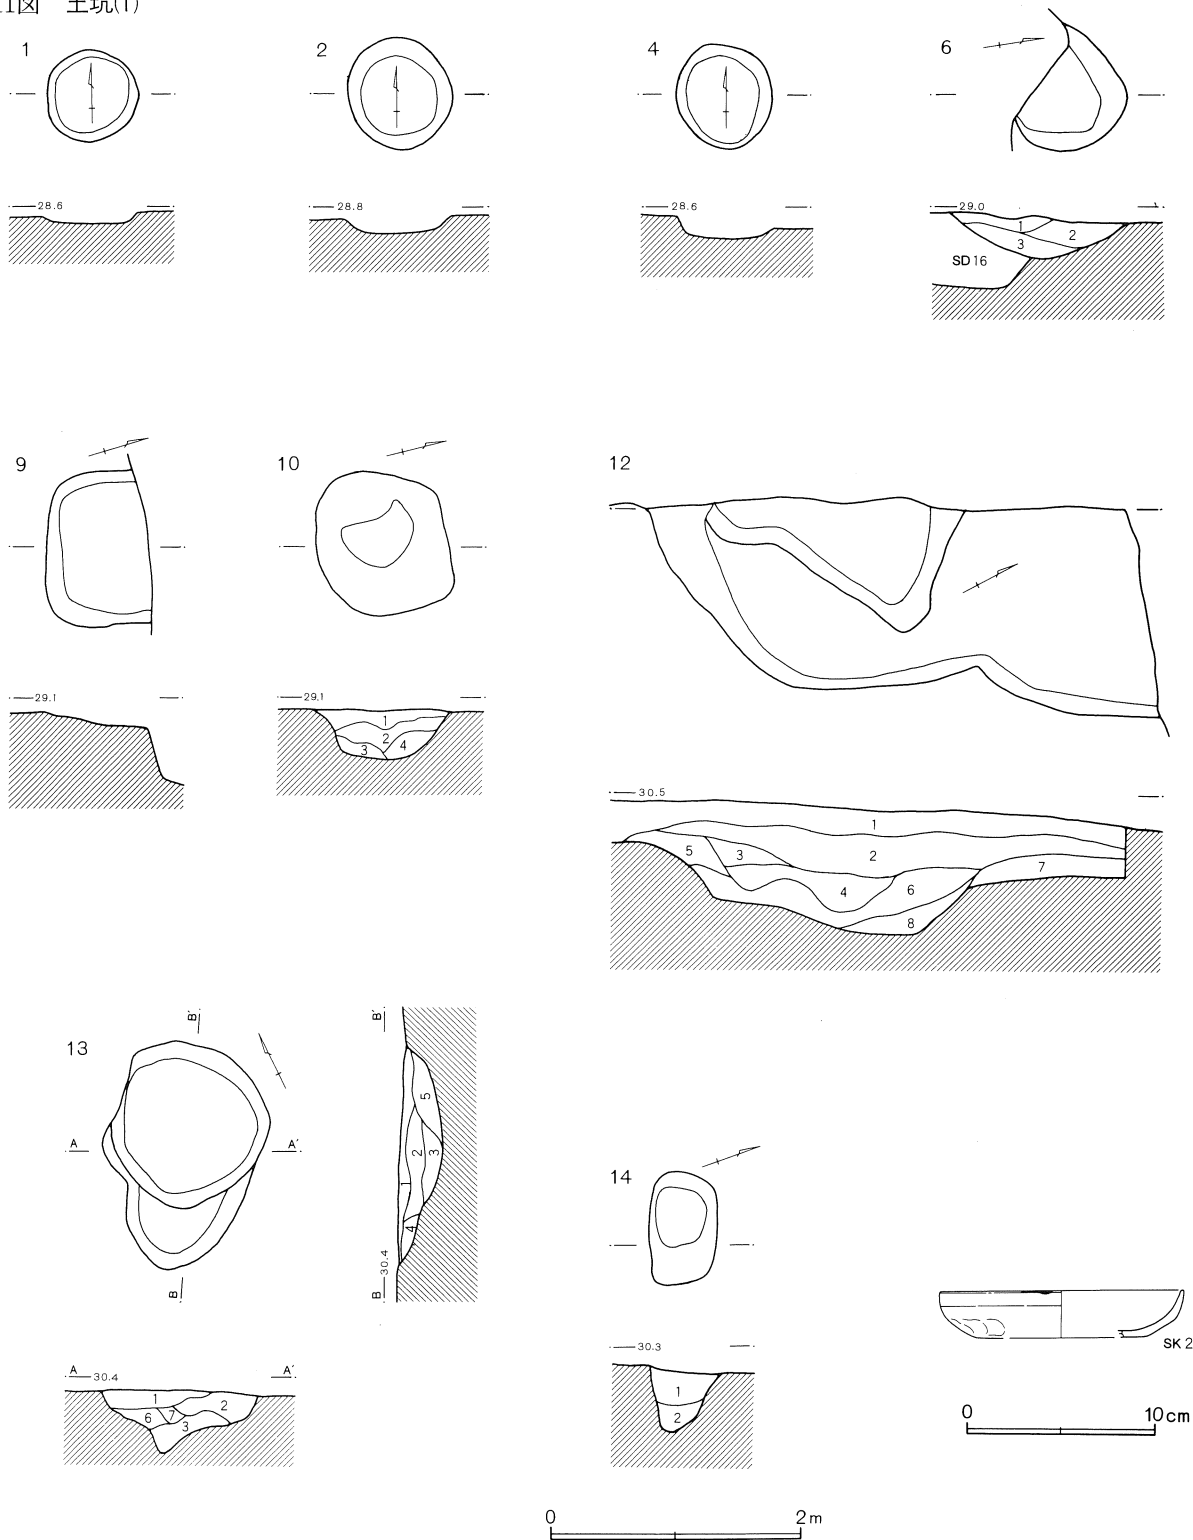 図 土坑(1)
1 2 4 6
28.6 28.8 28.6 29.0
1 2 3
SD 16
9 10 12
29.1 29.1
1 2 3 4
30.5
1 2 3 4 5 6 7 8
13
B′ B′
A A′
5 2 3 1 4
B B 30.4
14
A 30.4 A′
1 2 6 7 3
30.3
1
2
SK 2
0 10cm
0 2m